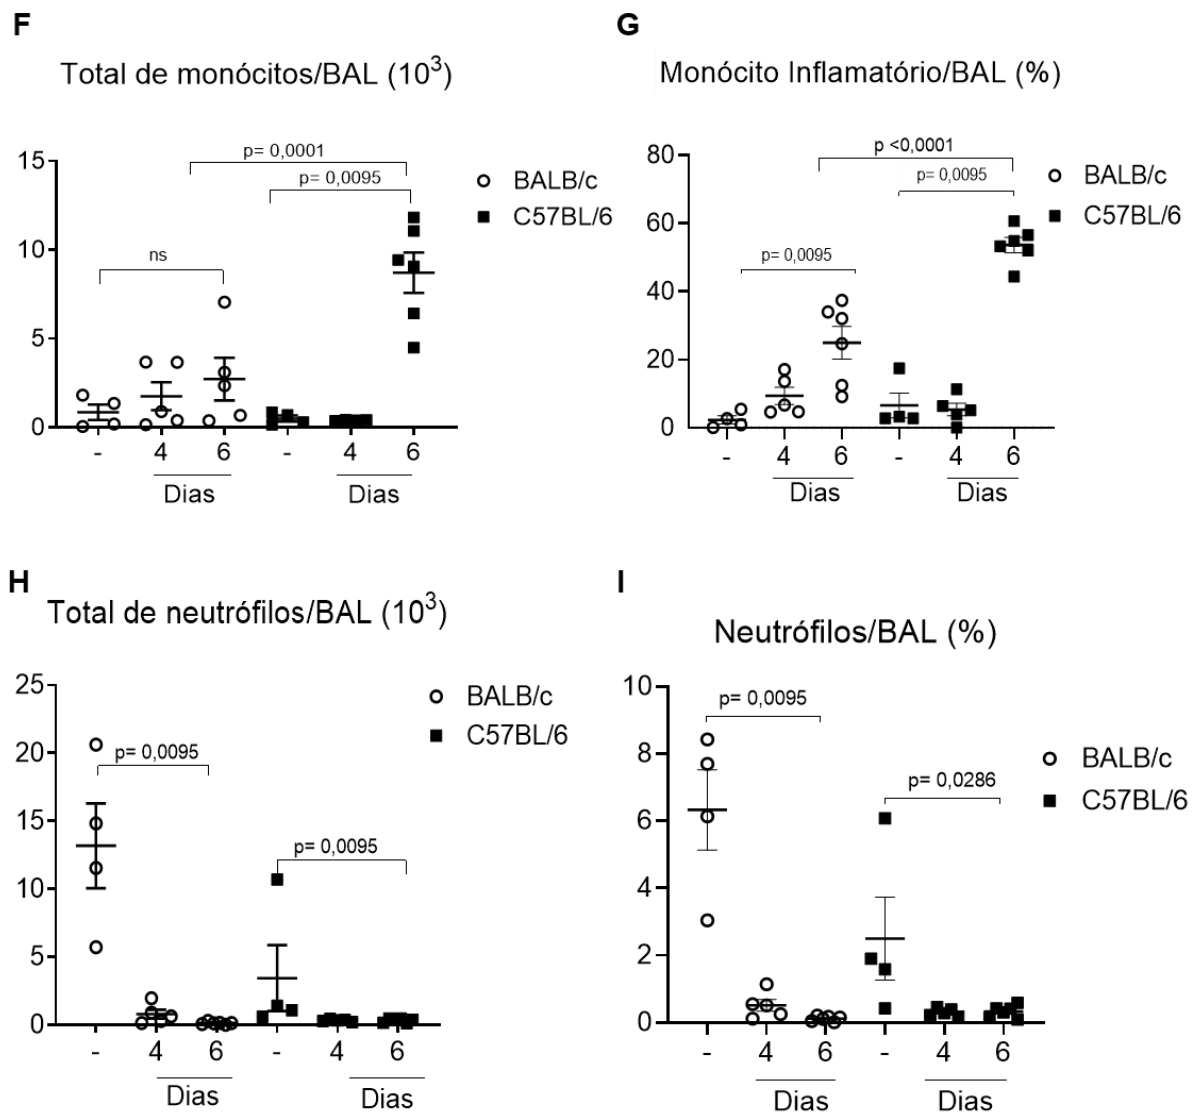 F
Total de monócitos/BAL (10³)
15
10
5
0
p= 0,0001
p= 0,0095
ns
BALB/c
C57BL/6
- 4 6 - 4 6
Dias Dias
G
Monócito Inflamatório/BAL (%)
80
60
40
20
0
p <0,0001
p= 0,0095
p= 0,0095
BALB/c
C57BL/6
- 4 6 - 4 6
Dias Dias
H
Total de neutrófilos/BAL (10³)
25
20
15
10
5
0
p= 0,0095
p= 0,0095
BALB/c
C57BL/6
- 4 6 - 4 6
Dias Dias
I
Neutrófilos/BAL (%)
10
8
6
4
2
0
p= 0,0095
p= 0,0286
BALB/c
C57BL/6
- 4 6 - 4 6
Dias Dias